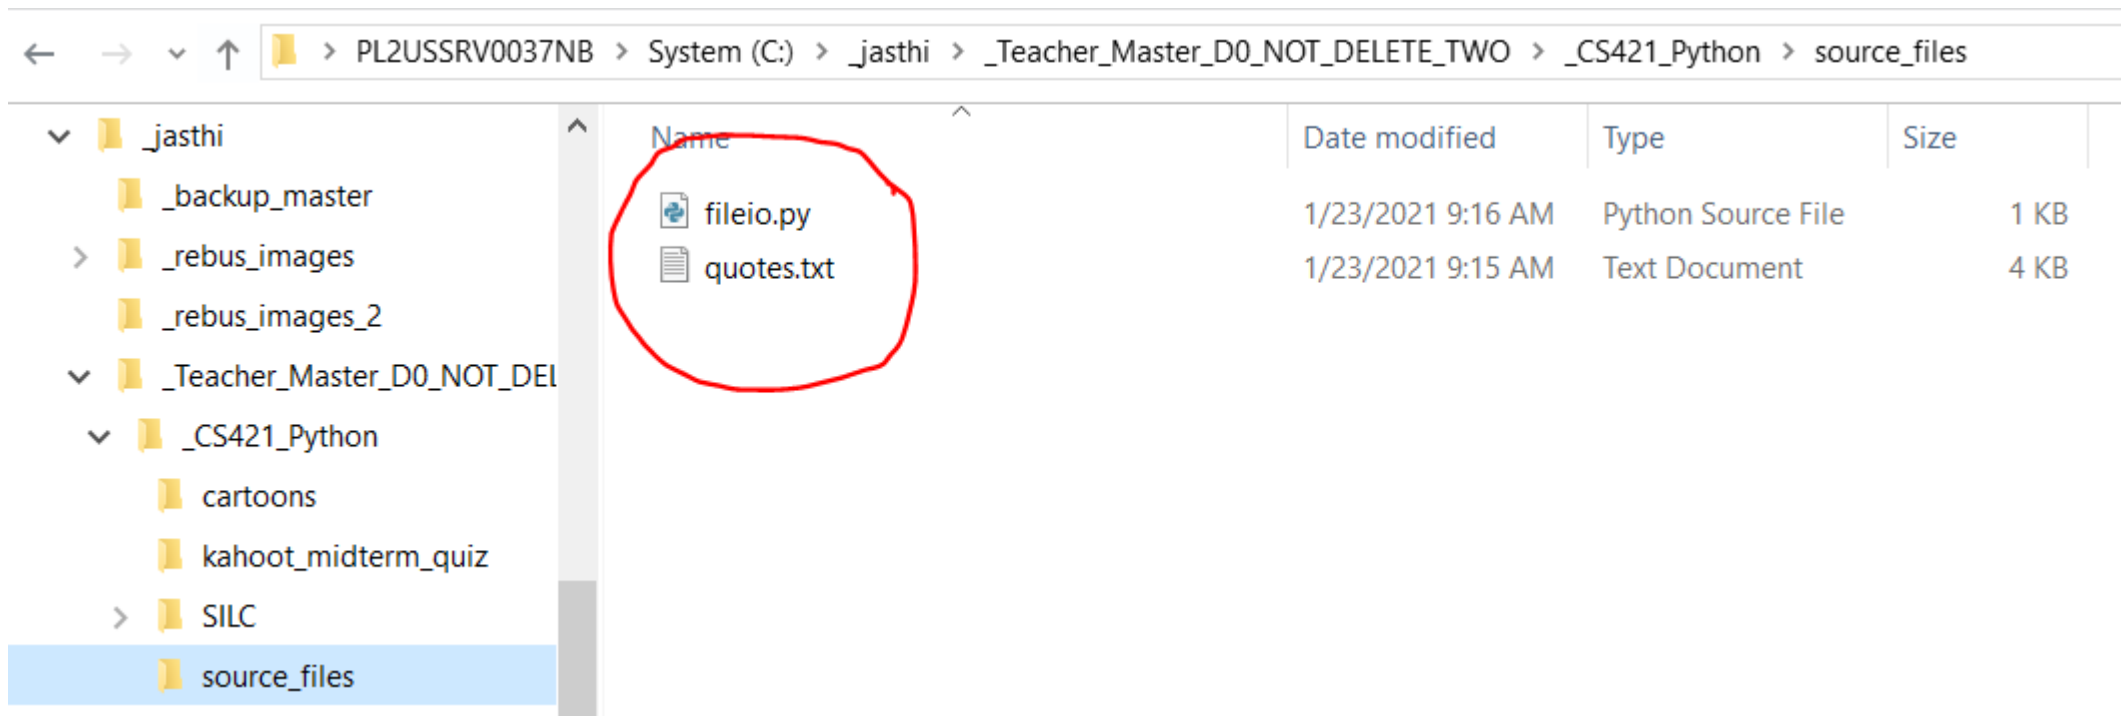 > PL2USSRV0037NB > System (C:) > _jasthi > _Teacher_Master_D0_NOT_DELETE_TWO > _CS421_Python > source_files
_jasthi
_backup_master
_rebus_images
_rebus_images_2
_Teacher_Master_D0_NOT_DEL
_CS421_Python
cartoons
kahoot_midterm_quiz
SILC
source_files
Name Date modified Type Size
fileio.py 1/23/2021 9:16 AM Python Source File 1 KB
quotes.txt 1/23/2021 9:15 AM Text Document 4 KB